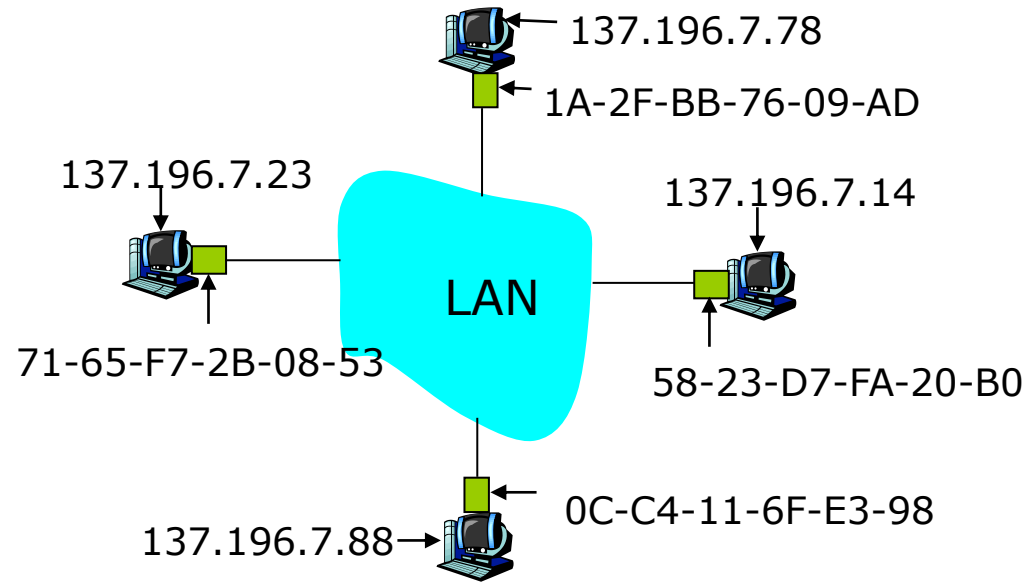 137.196.7.78
1A-2F-BB-76-09-AD
137.196.7.23
137.196.7.14
LAN
71-65-F7-2B-08-53
58-23-D7-FA-20-B0
0C-C4-11-6F-E3-98
137.196.7.88